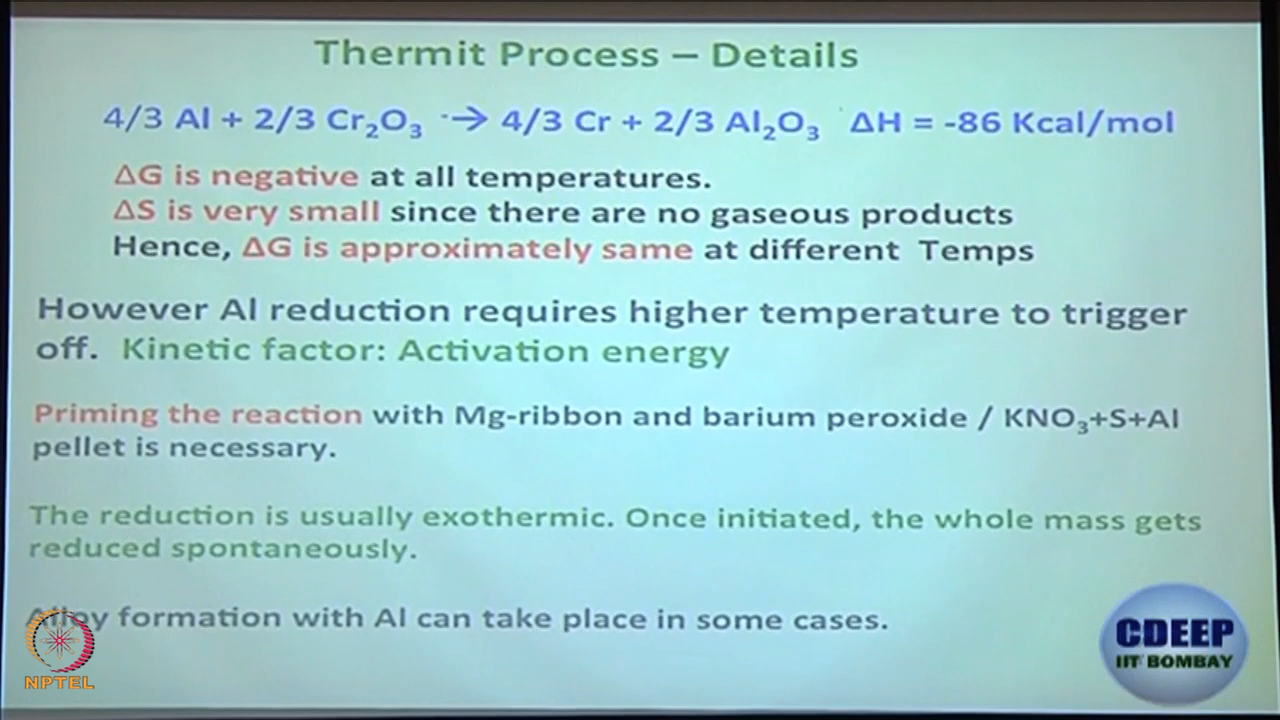 Thermit Process – Details
4/3 Al + 2/3 Cr₂O₃ → 4/3 Cr + 2/3 Al₂O₃ ΔH = -86 Kcal/mol
ΔG is negative at all temperatures.
ΔS is very small since there are no gaseous products
Hence, ΔG is approximately same at different Temps
However Al reduction requires higher temperature to trigger
off. Kinetic factor: Activation energy
Priming the reaction with Mg-ribbon and barium peroxide / KNO₃+S+Al
pellet is necessary.
The reduction is usually exothermic. Once initiated, the whole mass gets
reduced spontaneously.
Alloy formation with Al can take place in some cases.
NPTEL
CDEEP
IIT BOMBAY